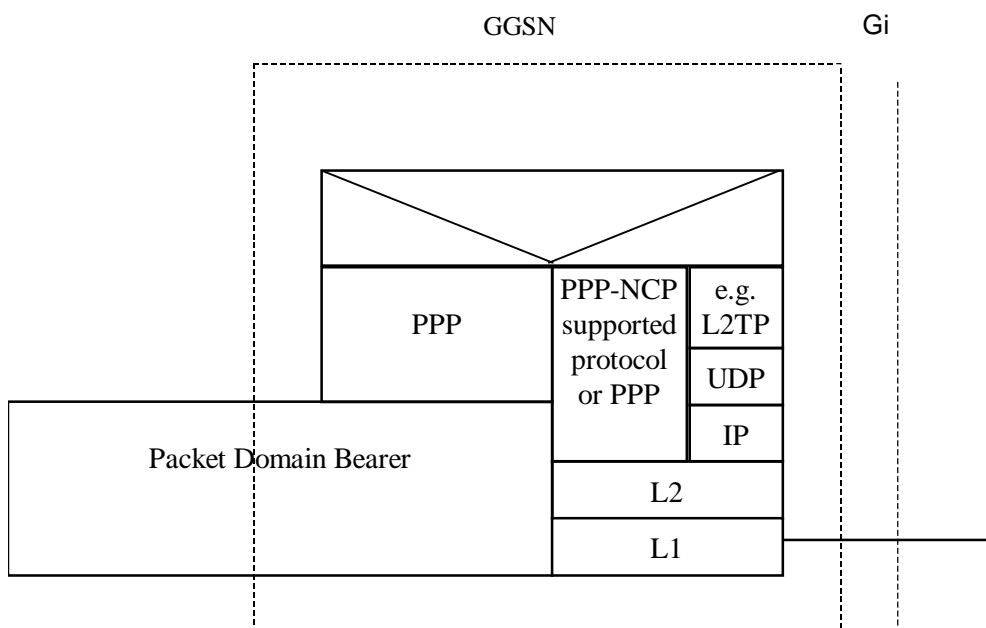 GGSN
Gi
PPP
PPP-NCP
supported
protocol
or PPP
e.g.
L2TP
UDP
IP
Packet Domain Bearer
L2
L1